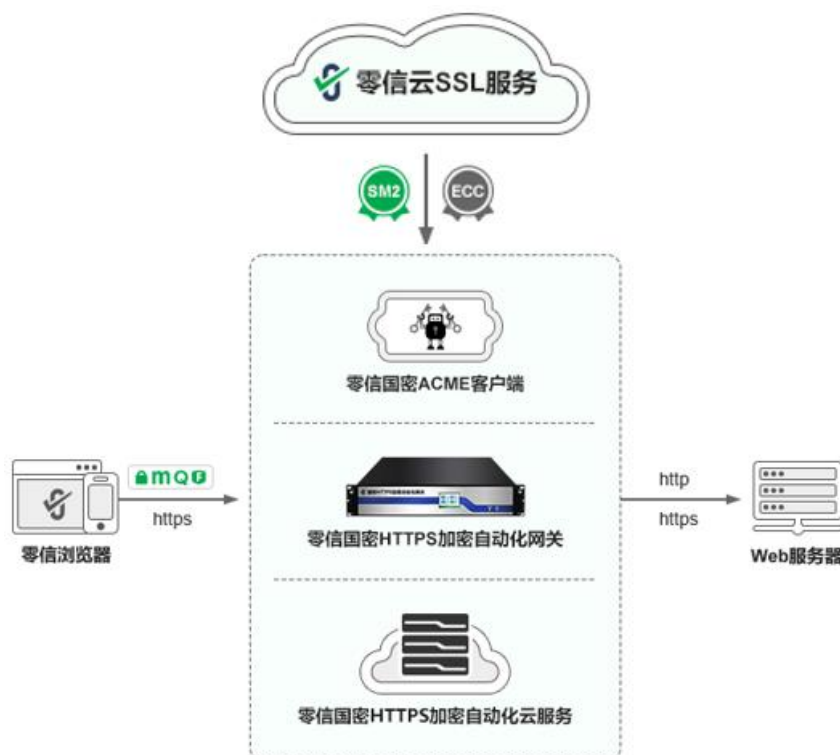 零信云SSL服务
SM2 ECC
零信国密ACME客户端
mQ
https
零信浏览器
零信国密HTTPS加密自动化网关
http
https
Web服务器
零信国密HTTPS加密自动化云服务